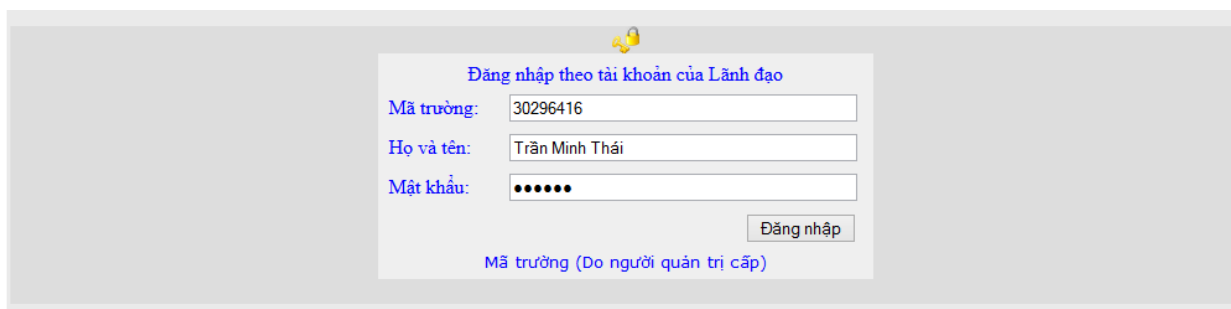 Đăng nhập theo tài khoản của Lãnh đạo
Mã trường: 30296416
Họ và tên: Trần Minh Thái
Mật khẩu: ●●●●●●
Đăng nhập
Mã trường (Do người quản trị cấp)